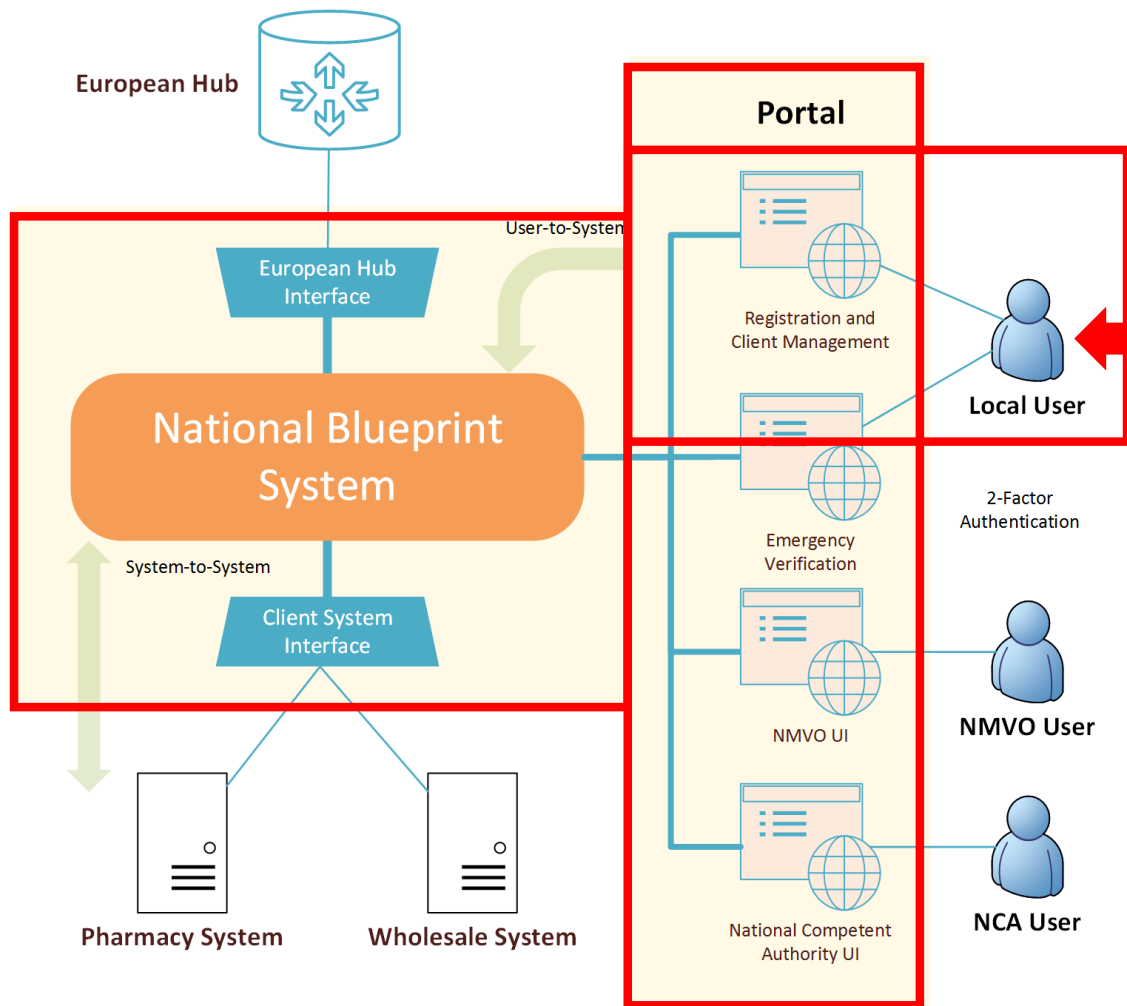 European Hub
Portal
User-to-System
European Hub
Interface
Registration and
Client Management
Local User
National Blueprint
System
2-Factor
Authentication
Emergency
Verification
System-to-System
Client System
Interface
NMVO UI
NMVO User
Pharmacy System
Wholesale System
National Competent
Authority UI
NCA User